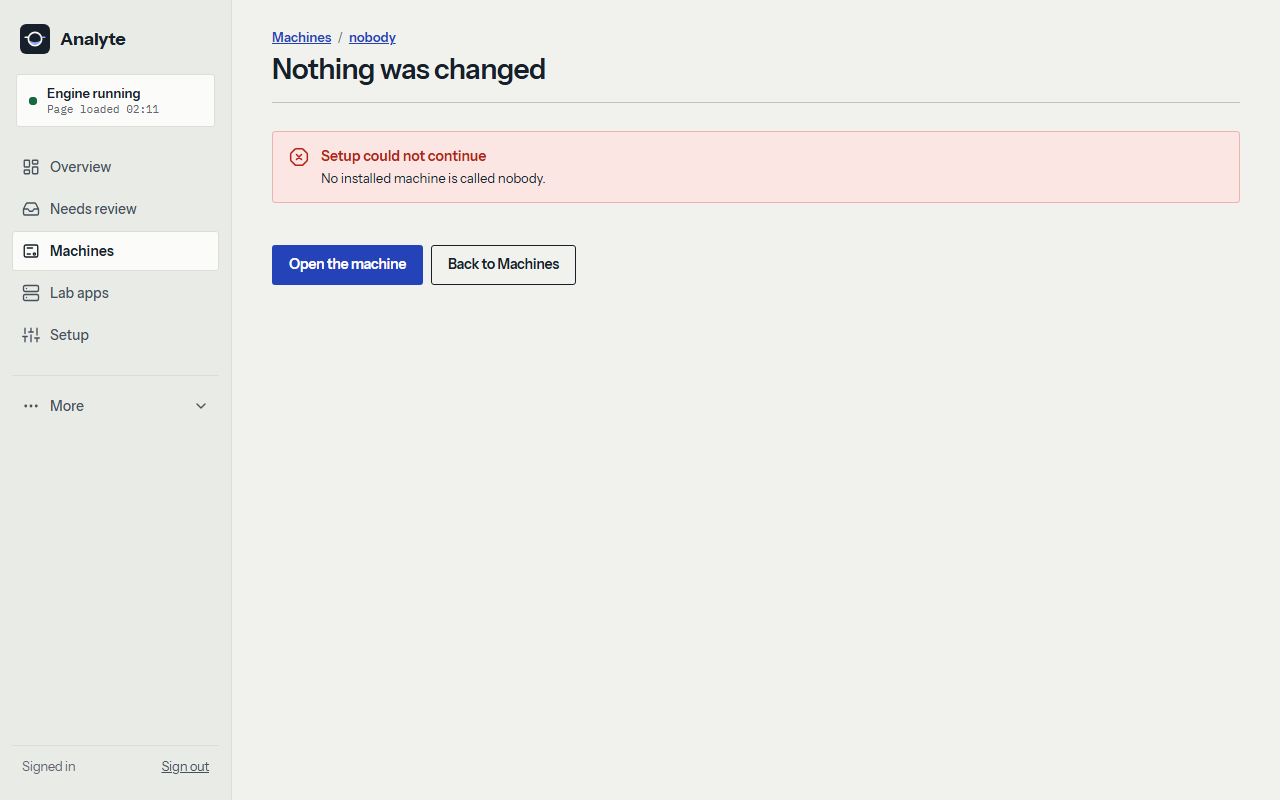 Analyte
Engine running
Page loaded 02:11
Overview
Needs review
Machines
Lab apps
Setup
More
Signed in
Sign out
Machines / nobody
Nothing was changed
Setup could not continue
No installed machine is called nobody.
Open the machine
Back to Machines